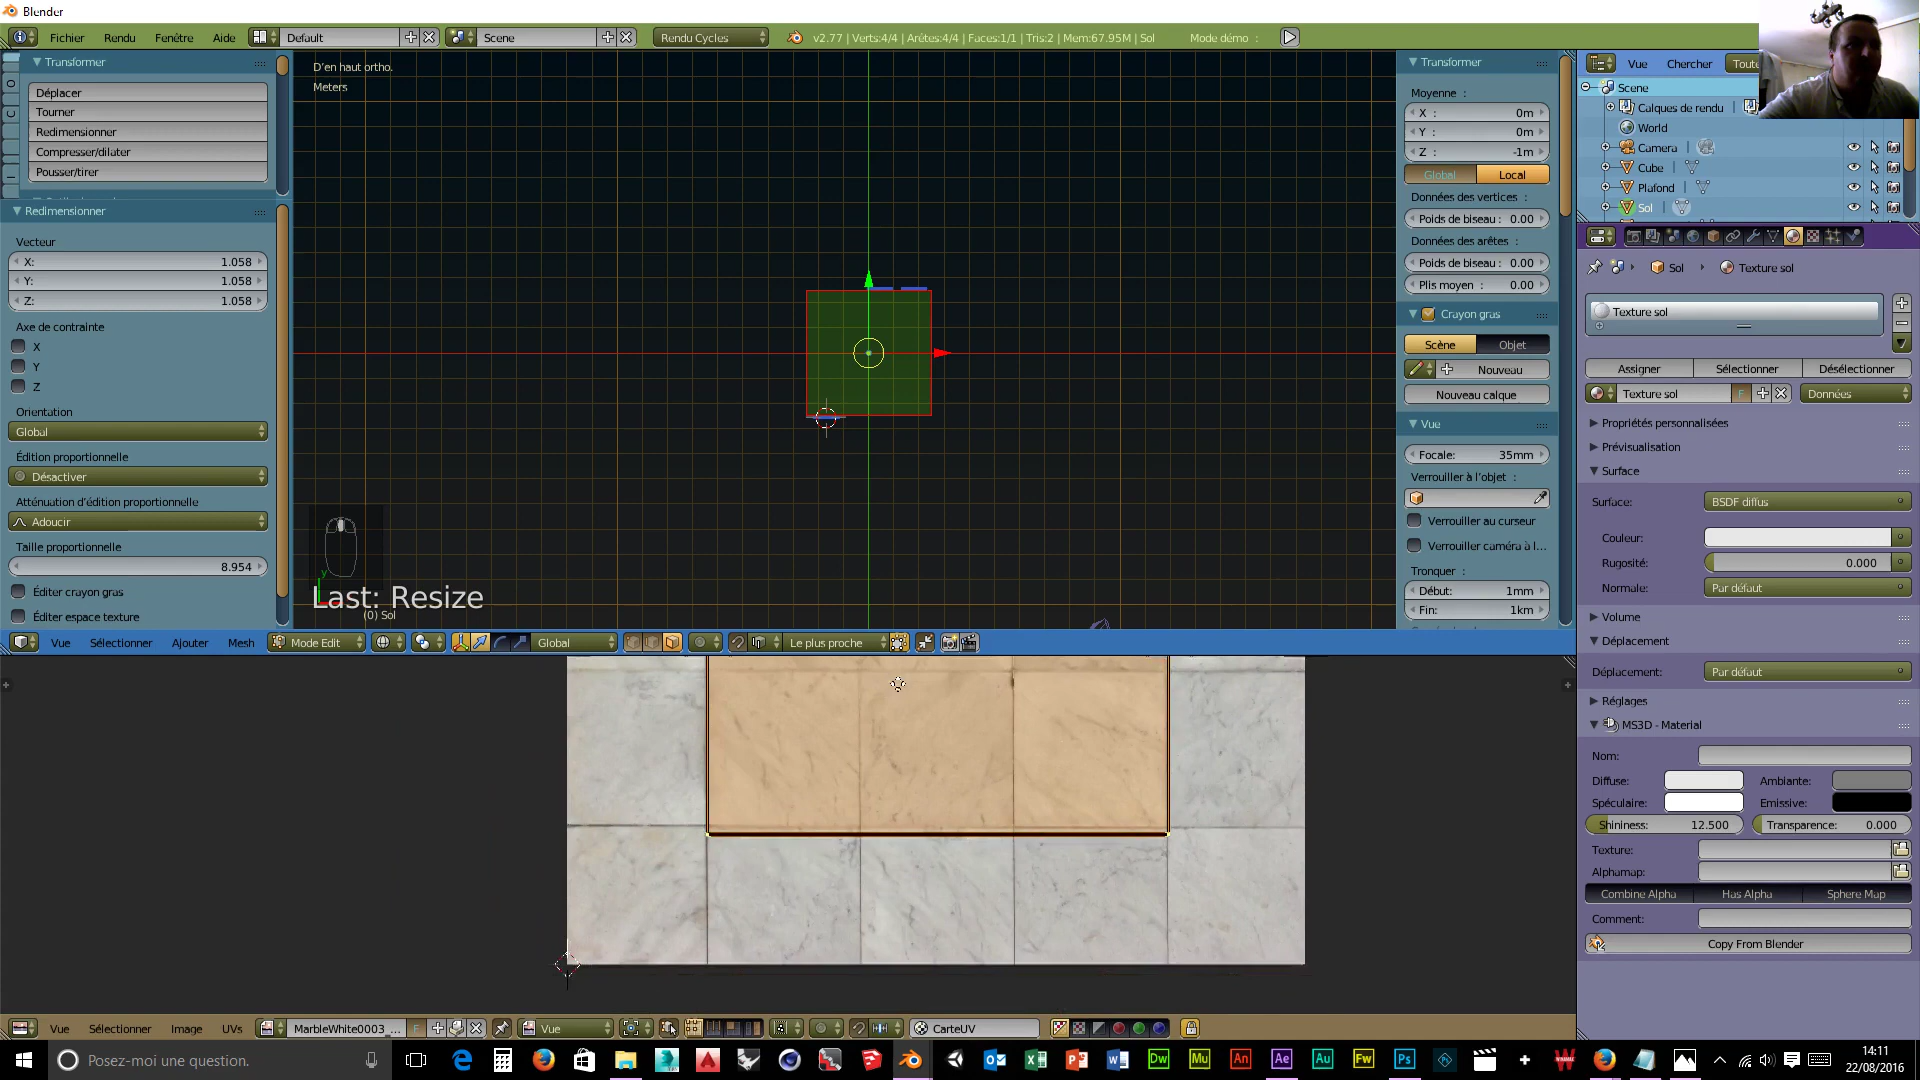 Blender
Fichier Rendu Fenêtre Aide Default Scene Rendu Cycles v2.77 | Verts:4/4 | Arêtes:4/4 | Faces:1/1 | Tris:2 | Mem:67.95M | Sol Mode démo :
Transformer
Déplacer
Tourner
Redimensionner
Compresser/dilater
Pousser/tirer
Redimensionner
Vecteur
X: 1.058
Y: 1.058
Z: 1.058
Axe de contrainte
X
Y
Z
Orientation
Global
Édition proportionnelle
Désactiver
Atténuation d'édition proportionnelle
Adoucir
Taille proportionnelle
8.954
Éditer crayon gras
Éditer espace texture
D'en haut ortho.
Meters
Last: Resize
(0) Sol
Vue Sélectionner Ajouter Mesh Mode Edit Global Le plus proche
Transformer
Moyenne :
X : 0m
Y : 0m
Z : -1m
Global Local
Données des vertices :
Poids de biseau : 0.00
Données des arêtes :
Poids de biseau : 0.00
Plis moyen : 0.00
Crayon gras
Scène Objet
Nouveau
Nouveau calque
Vue
Focale: 35mm
Verrouiller à l'objet :
Verrouiller au curseur
Verrouiller caméra à l...
Tronquer :
Début: 1mm
Fin: 1km
Vue Chercher Toute
Scene
Calques de rendu
World
Camera
Cube
Plafond
Sol
Sol Texture sol
Texture sol
Assigner Sélectionner Désélectionner
Texture sol F Données
Propriétés personnalisées
Prévisualisation
Surface
Surface: BSDF diffus
Couleur:
Rugosité: 0.000
Normale: Par défaut
Volume
Déplacement
Déplacement: Par défaut
Réglages
MS3D - Material
Nom:
Diffuse: Ambiante:
Spéculaire: Emissive:
Shininess: 12.500 Transparence: 0.000
Texture:
Alphamap:
Combine Alpha Has Alpha Sphere Map
Comment:
Copy From Blender
Vue Sélectionner Image UVs MarbleWhite0003_... F Vue CarteUV
Posez-moi une question.
14:11
22/08/2016